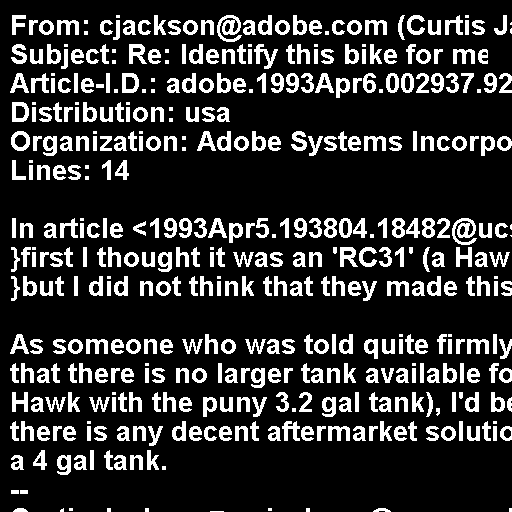 From: cjackson@adobe.com (Curtis Ja
Subject: Re: Identify this bike for me
Article-I.D.: adobe.1993Apr6.002937.92
Distribution: usa
Organization: Adobe Systems Incorpo
Lines: 14

In article <1993Apr5.193804.18482@ucs
}first I thought it was an 'RC31' (a Haw
}but I did not think that they made this

As someone who was told quite firmly
that there is no larger tank available fo
Hawk with the puny 3.2 gal tank), I'd be
there is any decent aftermarket solutio
a 4 gal tank.
--